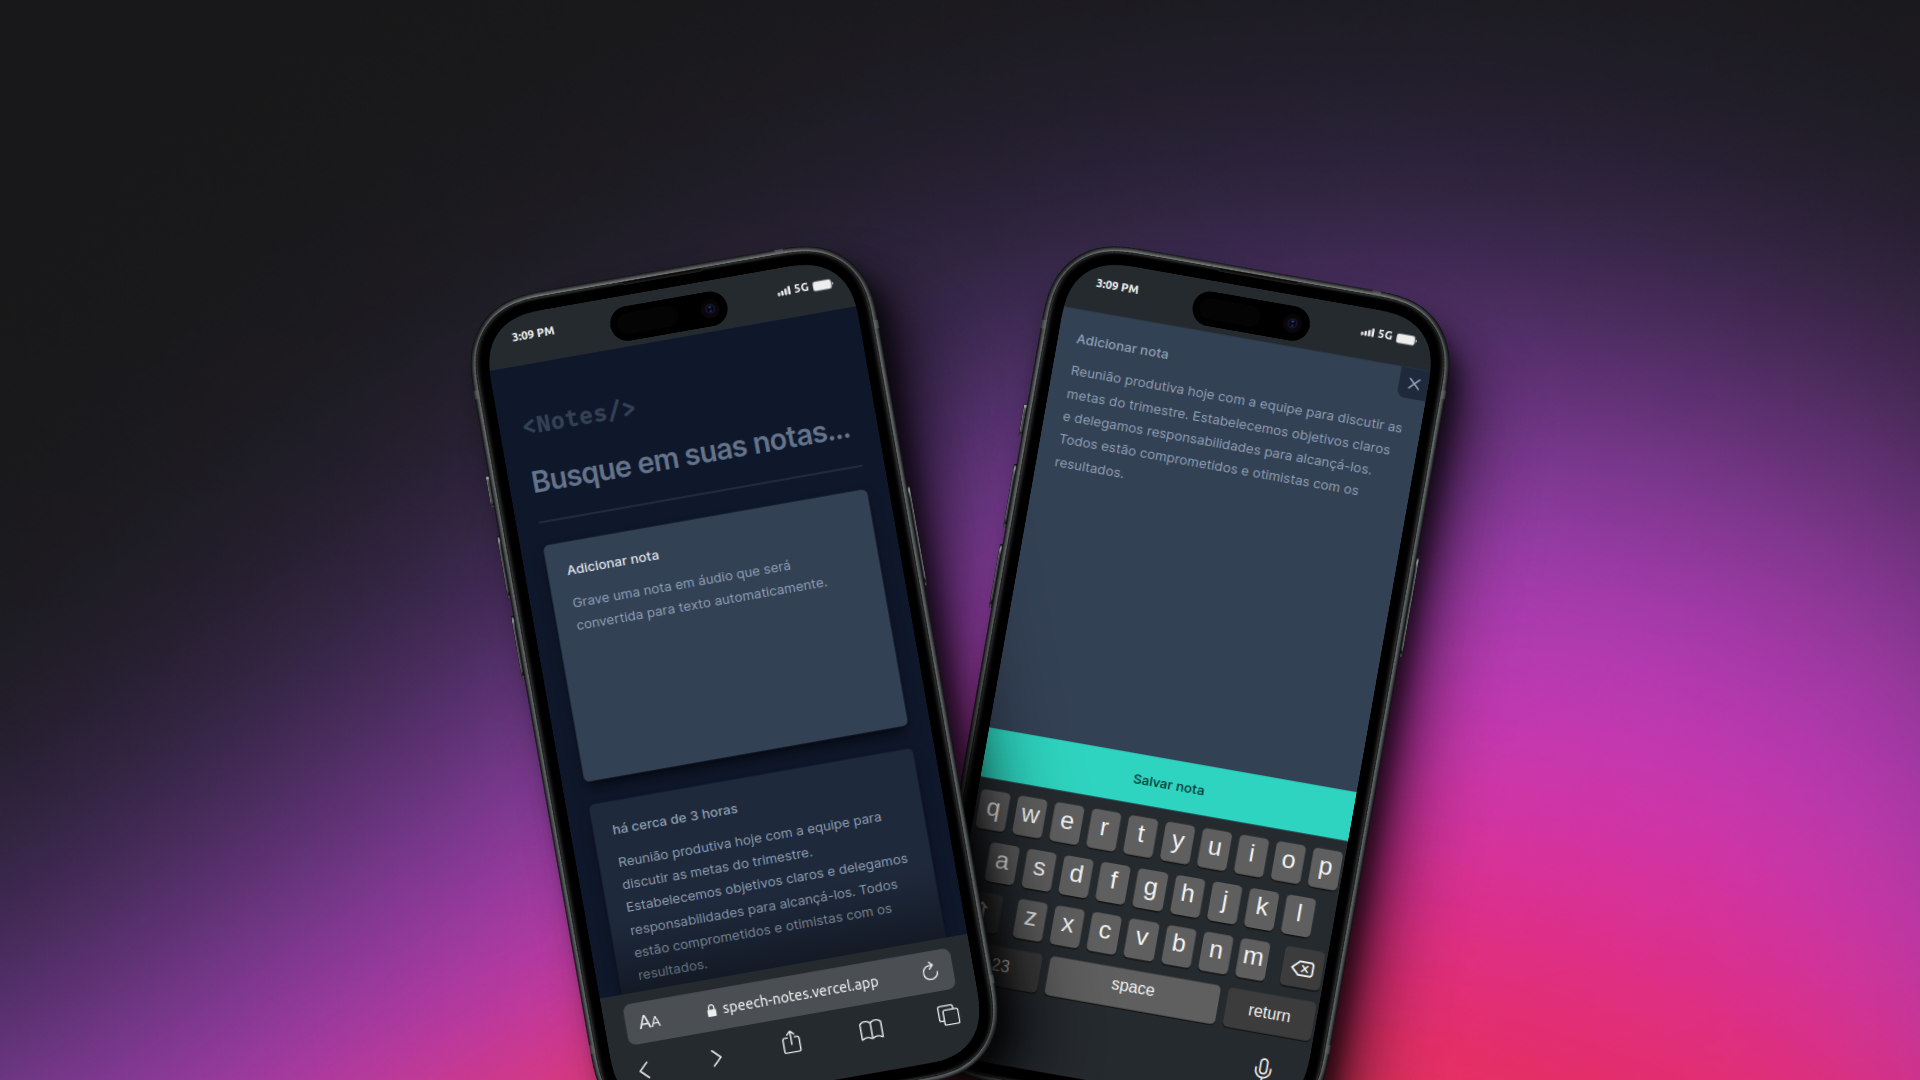 3:09 PM
5G
<Notes/>
Busque em suas notas...
Adicionar nota
Grave uma nota em áudio que será
convertida para texto automaticamente.
há cerca de 3 horas
Reunião produtiva hoje com a equipe para
discutir as metas do trimestre.
Estabelecemos objetivos claros e delegamos
responsabilidades para alcançá-los. Todos
estão comprometidos e otimistas com os
resultados.
AA
speech-notes.vercel.app
3:09 PM
5G
Adicionar nota
Reunião produtiva hoje com a equipe para discutir as
metas do trimestre. Estabelecemos objetivos claros
e delegamos responsabilidades para alcançá-los.
Todos estão comprometidos e otimistas com os
resultados.
Salvar nota
q w e r t y u i o p
a s d f g h j k l
z x c v b n m
23 space return